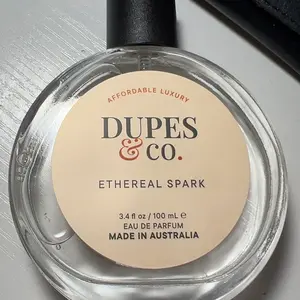 AFFORDABLE LUXURY
DUPES
& CO.
ETHEREAL SPARK
3.4 fl oz / 100 mL ℮
EAU DE PARFUM
MADE IN AUSTRALIA